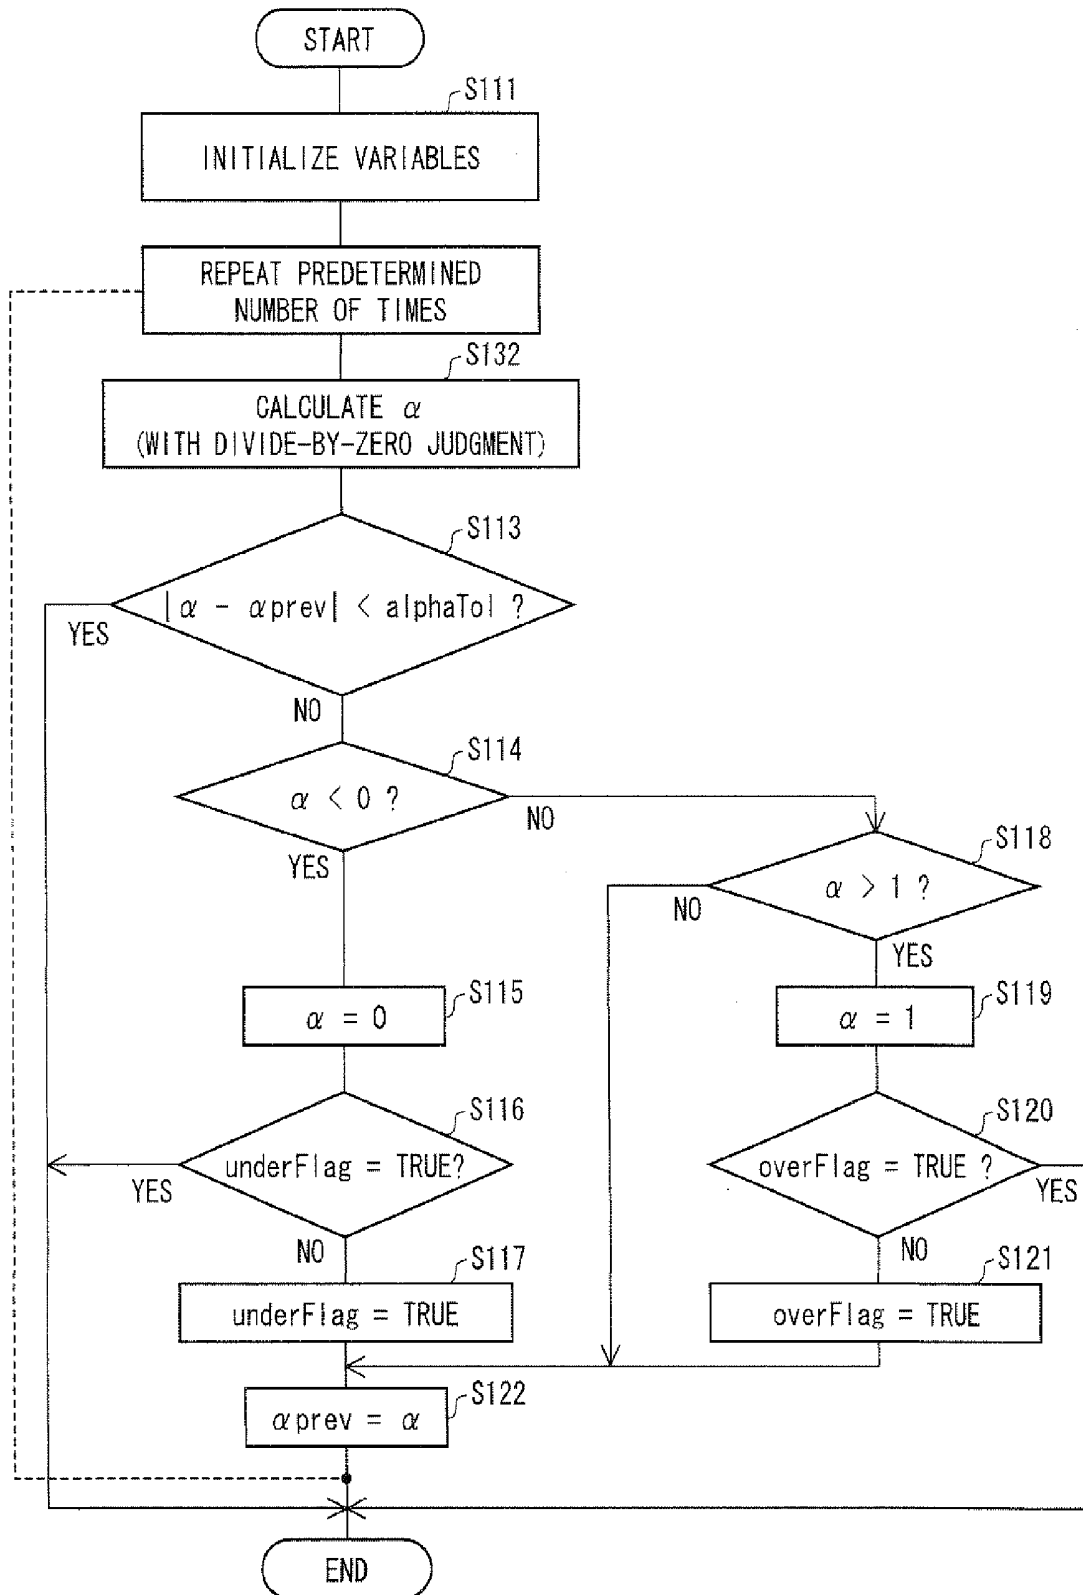 START
S111
INITIALIZE VARIABLES
REPEAT PREDETERMINED
NUMBER OF TIMES
S132
CALCULATE α
(WITH DIVIDE-BY-ZERO JUDGMENT)
S113
|α - αprev| < alphaTol ?
YES
NO
S114
α < 0 ?
NO
YES
S118
α > 1 ?
NO
YES
S115
α = 0
S119
α = 1
S116
underFlag = TRUE?
YES
NO
S120
overFlag = TRUE ?
YES
NO
S117
underFlag = TRUE
S121
overFlag = TRUE
S122
αprev = α
END